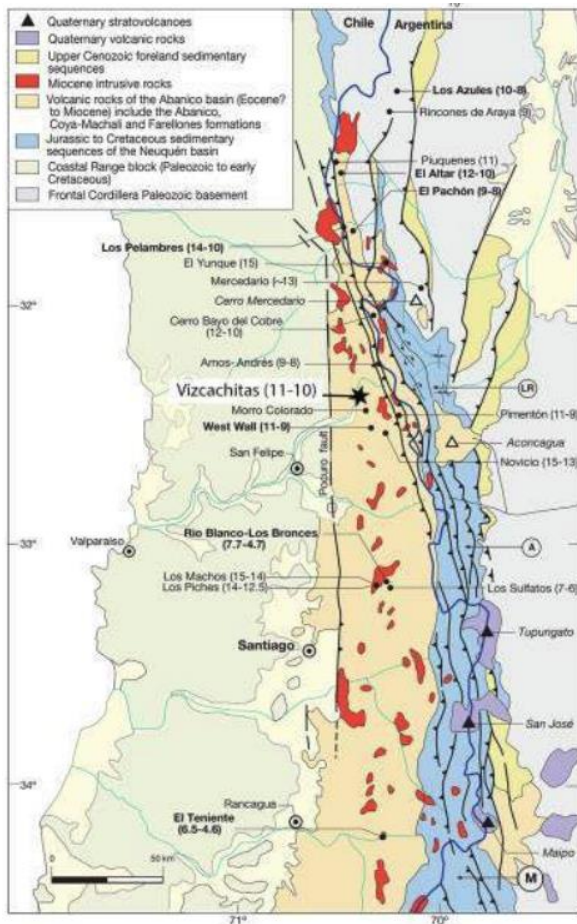 Quaternary stratovolcanoes
Quaternary volcanic rocks
Upper Cenozoic foreland sedimentary
sequences
Miocene intrusive rocks
Volcanic rocks of the Abanico basin (Eocene?
to Miocene) include the Abanico,
Coya-Machalí and Farellones formations
Jurassic to Cretaceous sedimentary
sequences of the Neuquén basin
Coastal Range block (Paleozoic to early
Cretaceous)
Frontal Cordillera Paleozoic basement
Chile
Argentina
Los Azules (10-8)
Rincones de Araya (9)
Piuquenes (11)
El Altar (12-10)
El Pachón (9-8)
Los Pelambres (14-10)
El Yunque (15)
Mercedario (~13)
Cerro Mercedario
Cerro Bayo del Cobre
(12-10)
Amos-Andrés (9-8)
Vizcachitas (11-10)
Morro Colorado
West Wall (11-9)
San Felipe
Pocuro fault
LR
Pimentón (11-9)
Aconcagua
Novicio (15-13)
Valparaiso
Rio Blanco-Los Bronces
(7.7-4.7)
A
Los Machos (15-14)
Los Piches (14-12.5)
Los Sulfatos (7-6)
Santiago
Tupungato
San José
Rancagua
El Teniente
(6.5-4.6)
Maipo
M
0
50 km
32°
33°
34°
71°
70°